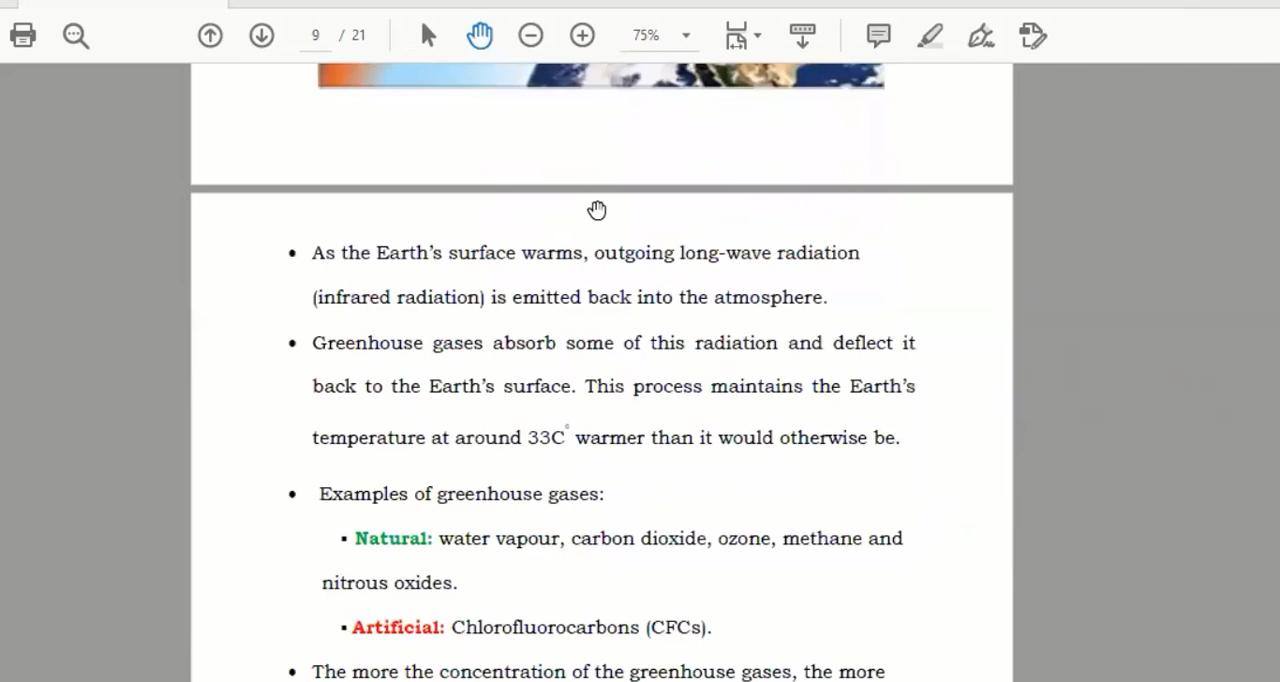 9 / 21
75%
• As the Earth's surface warms, outgoing long-wave radiation
(infrared radiation) is emitted back into the atmosphere.
• Greenhouse gases absorb some of this radiation and deflect it
back to the Earth's surface. This process maintains the Earth's
temperature at around 33C° warmer than it would otherwise be.
• Examples of greenhouse gases:
▪ Natural: water vapour, carbon dioxide, ozone, methane and
nitrous oxides.
▪ Artificial: Chlorofluorocarbons (CFCs).
• The more the concentration of the greenhouse gases, the more